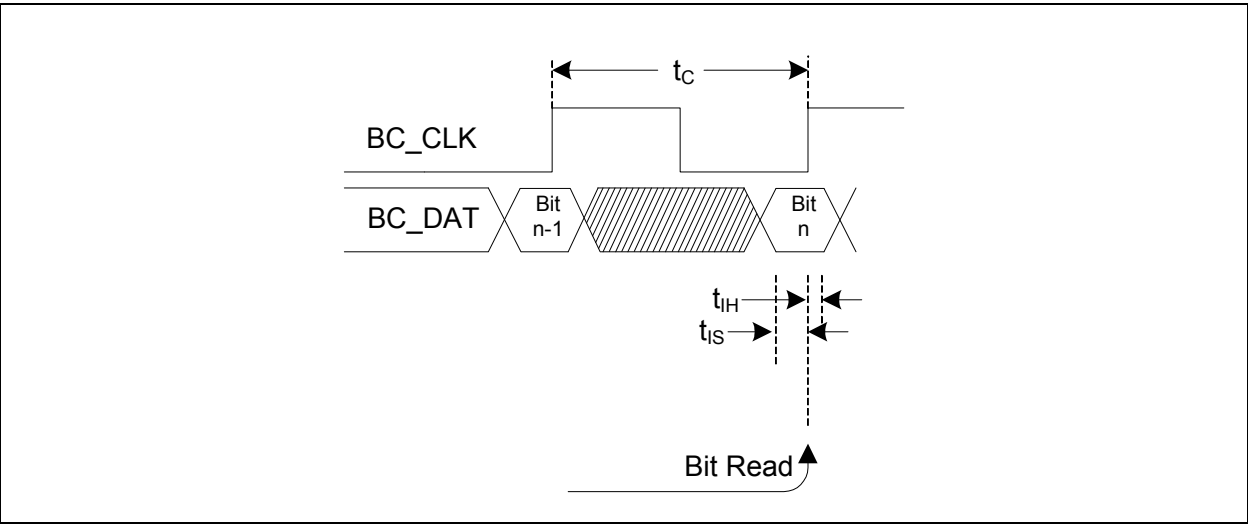 tC
BC_CLK
BC_DAT
Bit
n-1
Bit
n
tIH
tIS
Bit Read